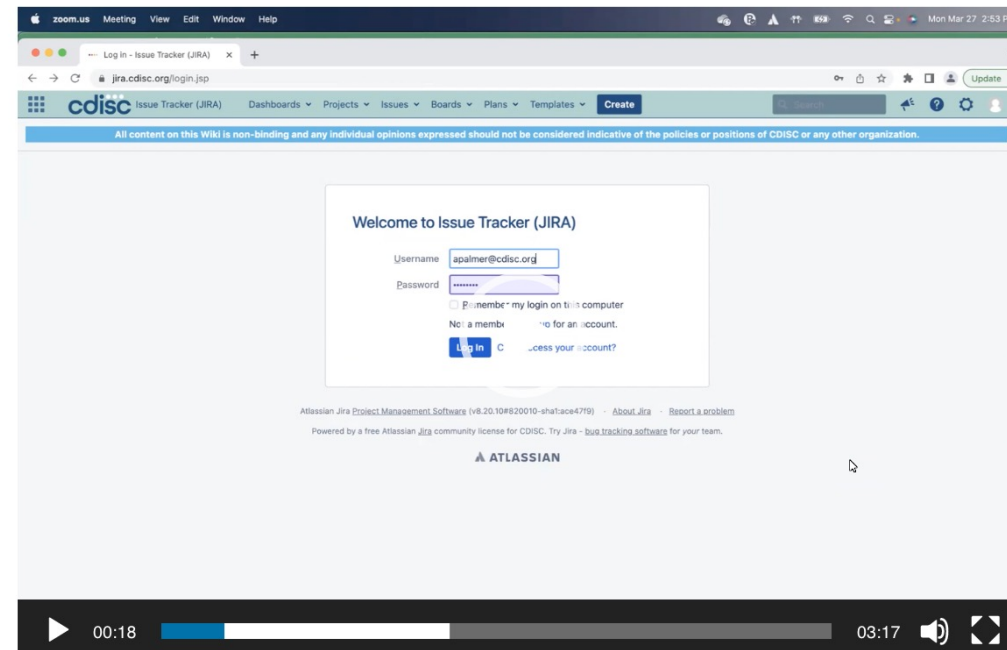 zoom.us Meeting View Edit Window Help Mon Mar 27 2:53 P
Log in - Issue Tracker (JIRA)
jira.cdisc.org/login.jsp Update
cdisc Issue Tracker (JIRA) Dashboards Projects Issues Boards Plans Templates Create Search
All content on this Wiki is non-binding and any individual opinions expressed should not be considered indicative of the policies or positions of CDISC or any other organization.
Welcome to Issue Tracker (JIRA)
Username apalmer@cdisc.org
Password ••••••••
Remember my login on this computer
Not a for an account.
Log In your account?
Atlassian Jira Project Management Software (v8.20.10#820010-sha1:ace47f9) · About Jira · Report a problem
Powered by a free Atlassian Jira community license for CDISC. Try Jira - bug tracking software for your team.
ATLASSIAN
00:18 03:17